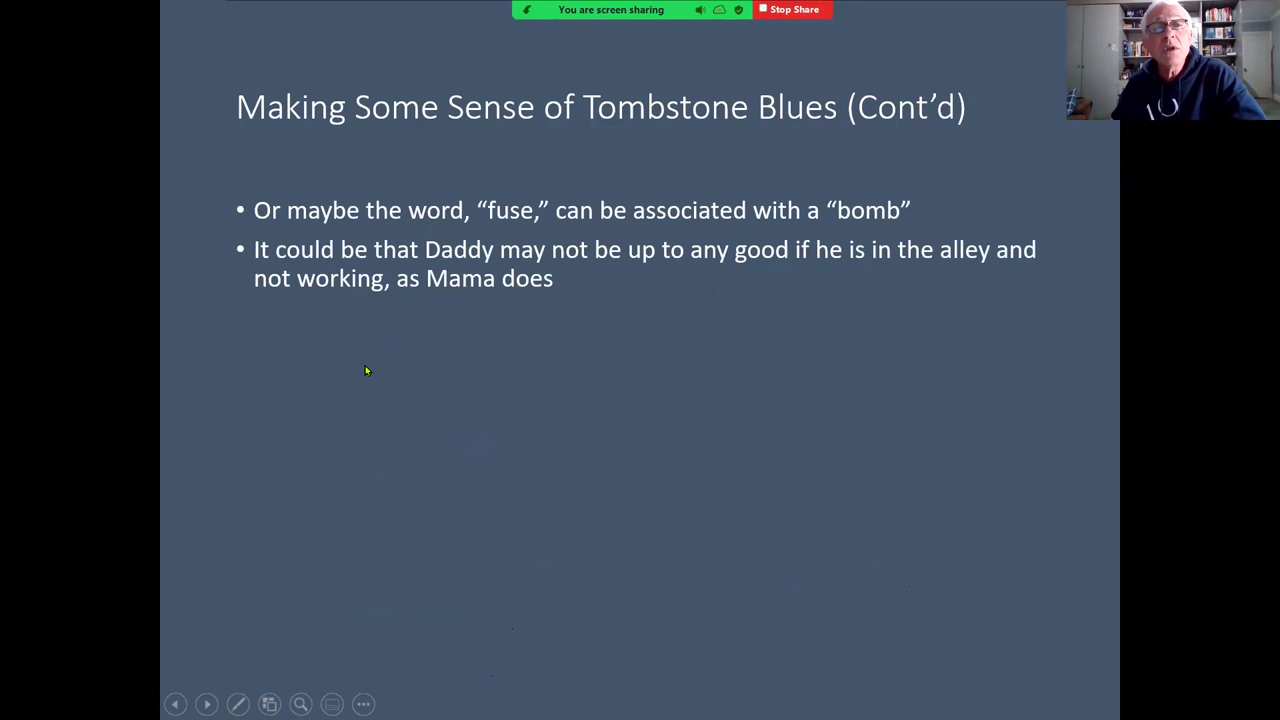 You are screen sharing
Stop Share
Making Some Sense of Tombstone Blues (Cont’d)
• Or maybe the word, “fuse,” can be associated with a “bomb”
• It could be that Daddy may not be up to any good if he is in the alley and
not working, as Mama does